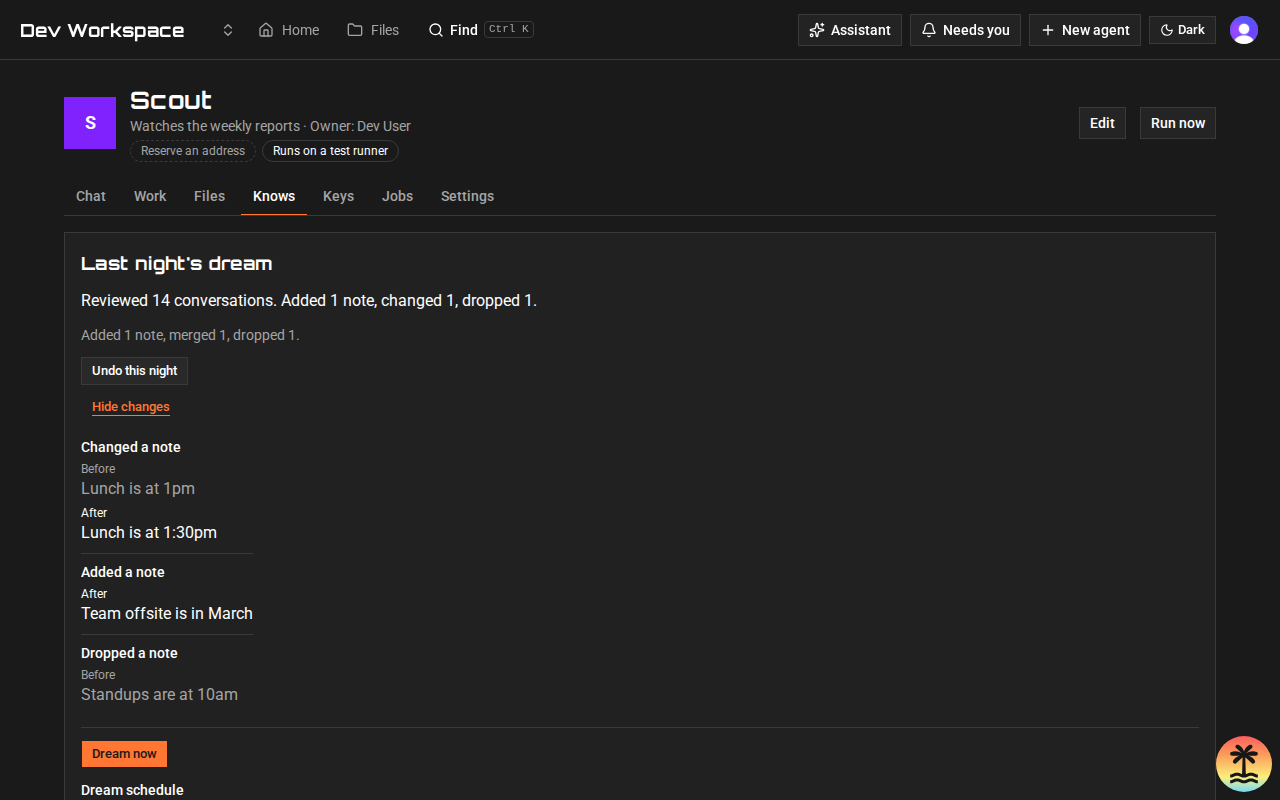 Dev Workspace
Home
Files
Find Ctrl K
Assistant
Needs you
New agent
Dark
S
Scout
Watches the weekly reports · Owner: Dev User
Reserve an address
Runs on a test runner
Edit
Run now
Chat
Work
Files
Knows
Keys
Jobs
Settings
Last night's dream
Reviewed 14 conversations. Added 1 note, changed 1, dropped 1.
Added 1 note, merged 1, dropped 1.
Undo this night
Hide changes
Changed a note
Before
Lunch is at 1pm
After
Lunch is at 1:30pm
Added a note
After
Team offsite is in March
Dropped a note
Before
Standups are at 10am
Dream now
Dream schedule